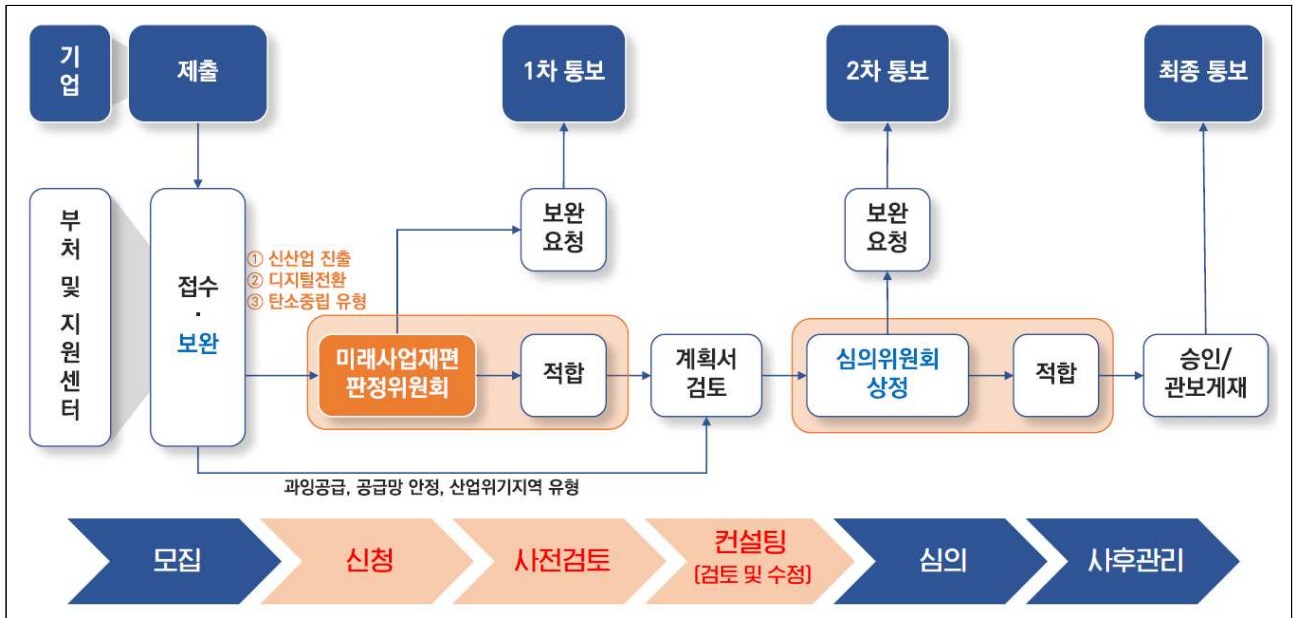 기
업
제출
1차 통보
2차 통보
최종 통보
부
처
및
지
원
센
터
접수
·
보완
① 신산업 진출
② 디지털전환
③ 탄소중립 유형
보완
요청
보완
요청
미래사업재편
판정위원회
적합
계획서
검토
심의위원회
상정
적합
승인/
관보게재
과잉공급, 공급망 안정, 산업위기지역 유형
모집
신청
사전검토
컨설팅
(검토 및 수정)
심의
사후관리